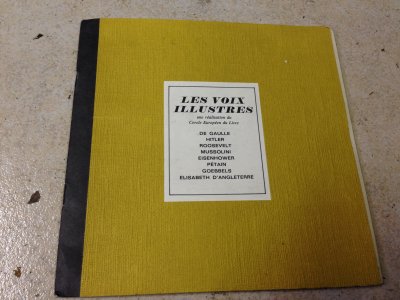 LES VOIX
ILLUSTRES
une réalisation du
Cercle Européen du Livre
DE GAULLE
HITLER
ROOSEVELT
MUSSOLINI
EISENHOWER
PÉTAIN
GOEBBELS
ELISABETH D'ANGLETERRE